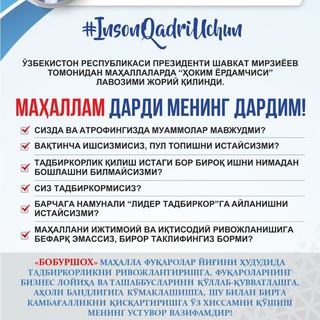 #InsonQadriUchun
ЎЗБЕКИСТОН РЕСПУБЛИКАСИ ПРЕЗИДЕНТИ ШАВКАТ МИРЗИЁЕВ
ТОМОНИДАН МАҲАЛЛАЛАРДА “ҲОКИМ ЁРДАМЧИСИ”
ЛАВОЗИМИ ЖОРИЙ ҚИЛИНДИ.
МАҲАЛЛАМ ДАРДИ МЕНИНГ ДАРДИМ!
СИЗДА ВА АТРОФИНГИЗДА МУАММОЛАР МАВЖУДМИ?
ВАҚТИНЧА ИШСИЗМИСИЗ, ПУЛ ТОПИШНИ ИСТАЙСИЗМИ?
ТАДБИРКОРЛИК ҚИЛИШ ИСТАГИ БОР БИРОҚ ИШНИ НИМАДАН
БОШЛАШНИ БИЛМАЙСИЗМИ?
СИЗ ТАДБИРКОРМИСИЗ?
БАРЧАГА НАМУНАЛИ “ЛИДЕР ТАДБИРКОР”ГА АЙЛАНИШНИ
ИСТАЙСИЗМИ?
МАҲАЛЛАНИ ИЖТИМОИЙ ВА ИҚТИСОДИЙ РИВОЖЛАНИШИГА
БЕФАРҚ ЭМАССИЗ, БИРОР ТАКЛИФИНГИЗ БОРМИ?
«БОБУРШОХ» МАҲАЛЛА ФУҚАРОЛАР ЙИҒИНИ ҲУДУДИДА
ТАДБИРКОРЛИКНИ РИВОЖЛАНТИРИШГА, ФУҚАРОЛАРНИНГ
БИЗНЕС ЛОЙИҲА ВА ТАШАББУСЛАРИНИ ҚЎЛЛАБ-ҚУВВАТЛАШГА,
АҲОЛИ БАНДЛИГИГА КЎМАКЛАШИШГА, ШУ БИЛАН БИРГА
КАМБАҒАЛЛИКНИ ҚИСҚАРТИРИШГА ЎЗ ҲИССАМНИ ҚЎШИШ
МЕНИНГ УСТУВОР ВАЗИФАМДИР!